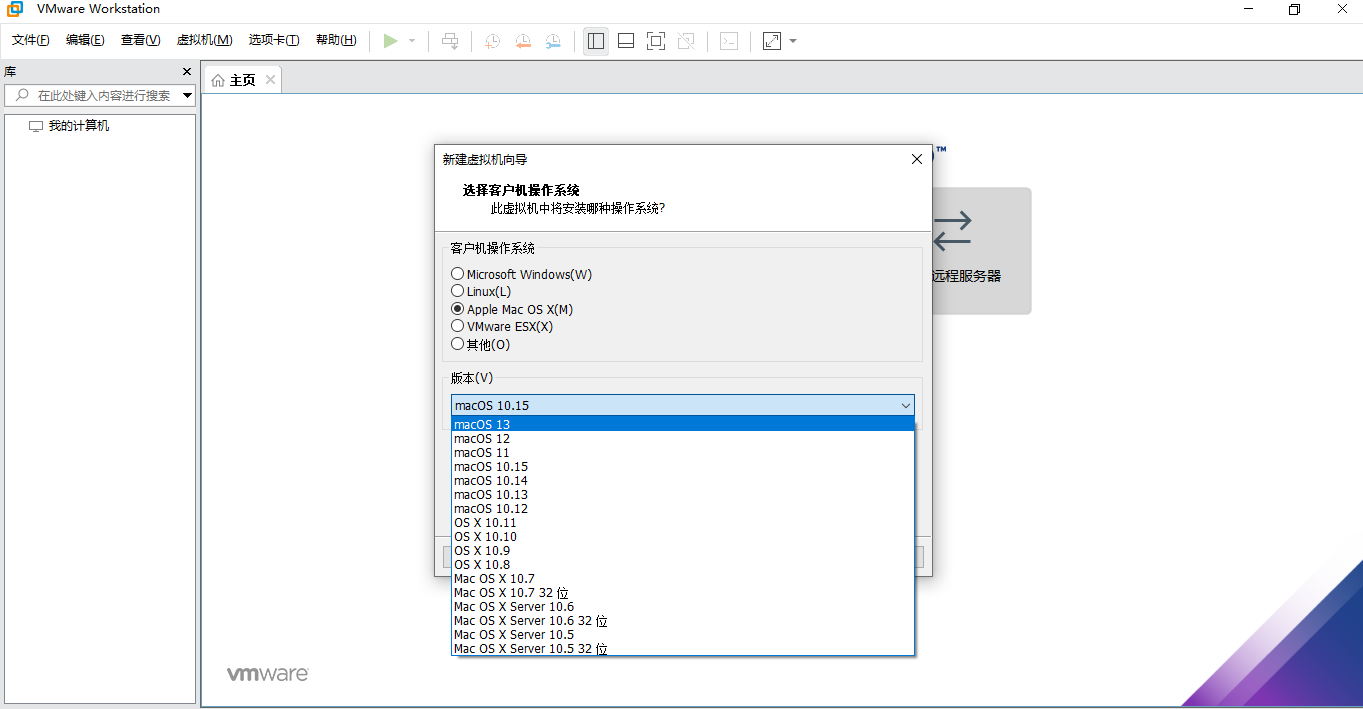 VMware Workstation
文件(F) 编辑(E) 查看(V) 虚拟机(M) 选项卡(T) 帮助(H)
库
主页
在此处键入内容进行搜索
我的计算机
™
新建虚拟机向导
选择客户机操作系统
此虚拟机中将安装哪种操作系统?
客户机操作系统
Microsoft Windows(W)
Linux(L)
Apple Mac OS X(M)
VMware ESX(X)
其他(O)
远程服务器
版本(V)
macOS 10.15
macOS 13
macOS 12
macOS 11
macOS 10.15
macOS 10.14
macOS 10.13
macOS 10.12
OS X 10.11
OS X 10.10
OS X 10.9
OS X 10.8
Mac OS X 10.7
Mac OS X 10.7 32 位
Mac OS X Server 10.6
Mac OS X Server 10.6 32 位
Mac OS X Server 10.5
Mac OS X Server 10.5 32 位
vmware